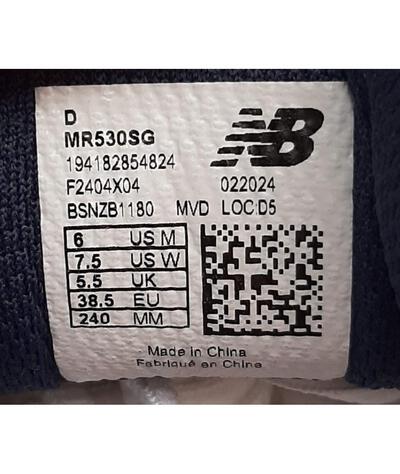 D
MR530SG
194182854824
F2404X04 022024
BSNZB1180 MVD LOC:D5
6 US M
7.5 US W
5.5 UK
38.5 EU
240 MM
Made in China
Fabriqué en China